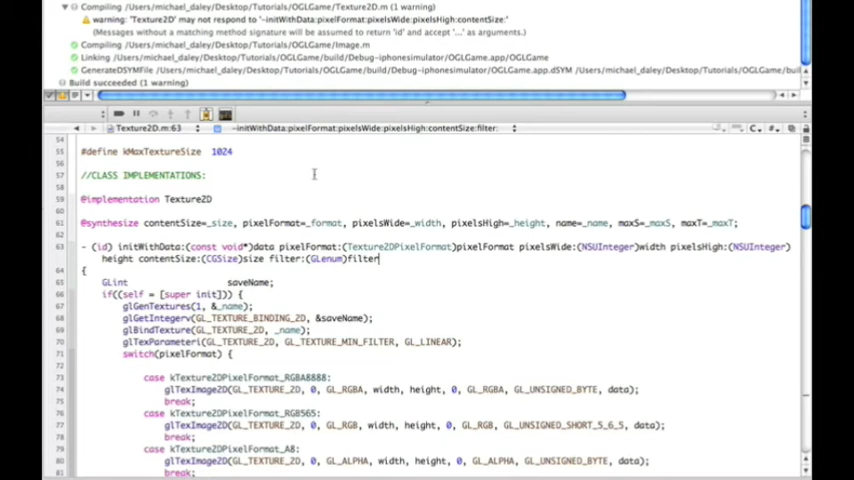 Compiling /Users/michael_daley/Desktop/Tutorials/OGLGame/Texture2D.m (1 warning)
warning: "Texture2D" may not respond to '-initWithData:pixelFormat:pixelsWide:pixelsHigh:contentSize:'
(Messages without a matching method signature will be assumed to return 'id' and accept '...' as arguments.)
Compiling /Users/michael_daley/Desktop/Tutorials/OGLGame/Image.m
Linking /Users/michael_daley/Desktop/Tutorials/OGLGame/build/Debug-iphonesimulator/OGLGame.app/OGLGame
GenerateDSYMFile /Users/michael_daley/Desktop/Tutorials/OGLGame/build/Debug-iphonesimulator/OGLGame.app.dSYM /Users/michael_daley/Desktop/Tutorials/OGLGame/buil
Build succeeded (1 warning)
Texture2D.m:63 -initWithData:pixelFormat:pixelsWide:pixelsHigh:contentSize:filter:
54
55 #define kMaxTextureSize 1024
56
57 //CLASS IMPLEMENTATIONS:
58
59 @implementation Texture2D
60
61 @synthesize contentSize=_size, pixelFormat=_format, pixelsWide=_width, pixelsHigh=_height, name=_name, maxS=_maxS, maxT=_maxT;
62
63 - (id) initWithData:(const void*)data pixelFormat:(Texture2DPixelFormat)pixelFormat pixelsWide:(NSUInteger)width pixelsHigh:(NSUInteger)
height contentSize:(CGSize)size filter:(GLenum)filter
64 {
65 GLint saveName;
66 if((self = [super init])) {
67 glGenTextures(1, &_name);
68 glGetIntegerv(GL_TEXTURE_BINDING_2D, &saveName);
69 glBindTexture(GL_TEXTURE_2D, _name);
70 glTexParameteri(GL_TEXTURE_2D, GL_TEXTURE_MIN_FILTER, GL_LINEAR);
71 switch(pixelFormat) {
72
73 case kTexture2DPixelFormat_RGBA8888:
74 glTexImage2D(GL_TEXTURE_2D, 0, GL_RGBA, width, height, 0, GL_RGBA, GL_UNSIGNED_BYTE, data);
75 break;
76 case kTexture2DPixelFormat_RGB565:
77 glTexImage2D(GL_TEXTURE_2D, 0, GL_RGB, width, height, 0, GL_RGB, GL_UNSIGNED_SHORT_5_6_5, data);
78 break;
79 case kTexture2DPixelFormat_A8:
80 glTexImage2D(GL_TEXTURE_2D, 0, GL_ALPHA, width, height, 0, GL_ALPHA, GL_UNSIGNED_BYTE, data);
81 break;